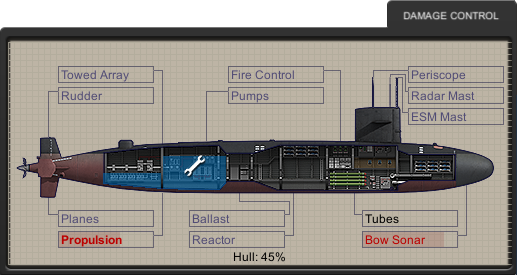 DAMAGE CONTROL
Towed Array
Fire Control
Periscope
Rudder
Pumps
Radar Mast
ESM Mast
Planes
Ballast
Tubes
Propulsion
Reactor
Bow Sonar
Hull: 45%